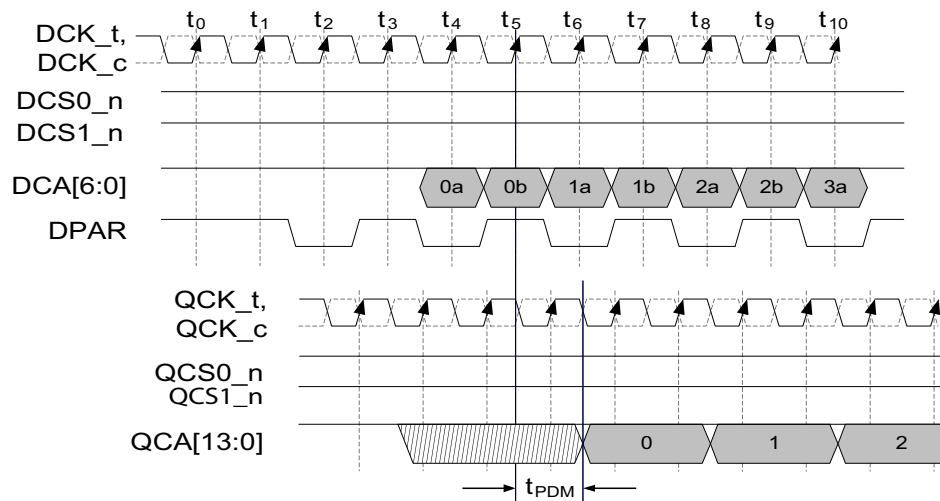 t0 t1 t2 t3 t4 t5 t6 t7 t8 t9 t10
DCK_t,
DCK_c
DCS0_n
DCS1_n
DCA[6:0] 0a 0b 1a 1b 2a 2b 3a
DPAR
QCK_t,
QCK_c
QCS0_n
QCS1_n
QCA[13:0] 0 1 2
tPDM